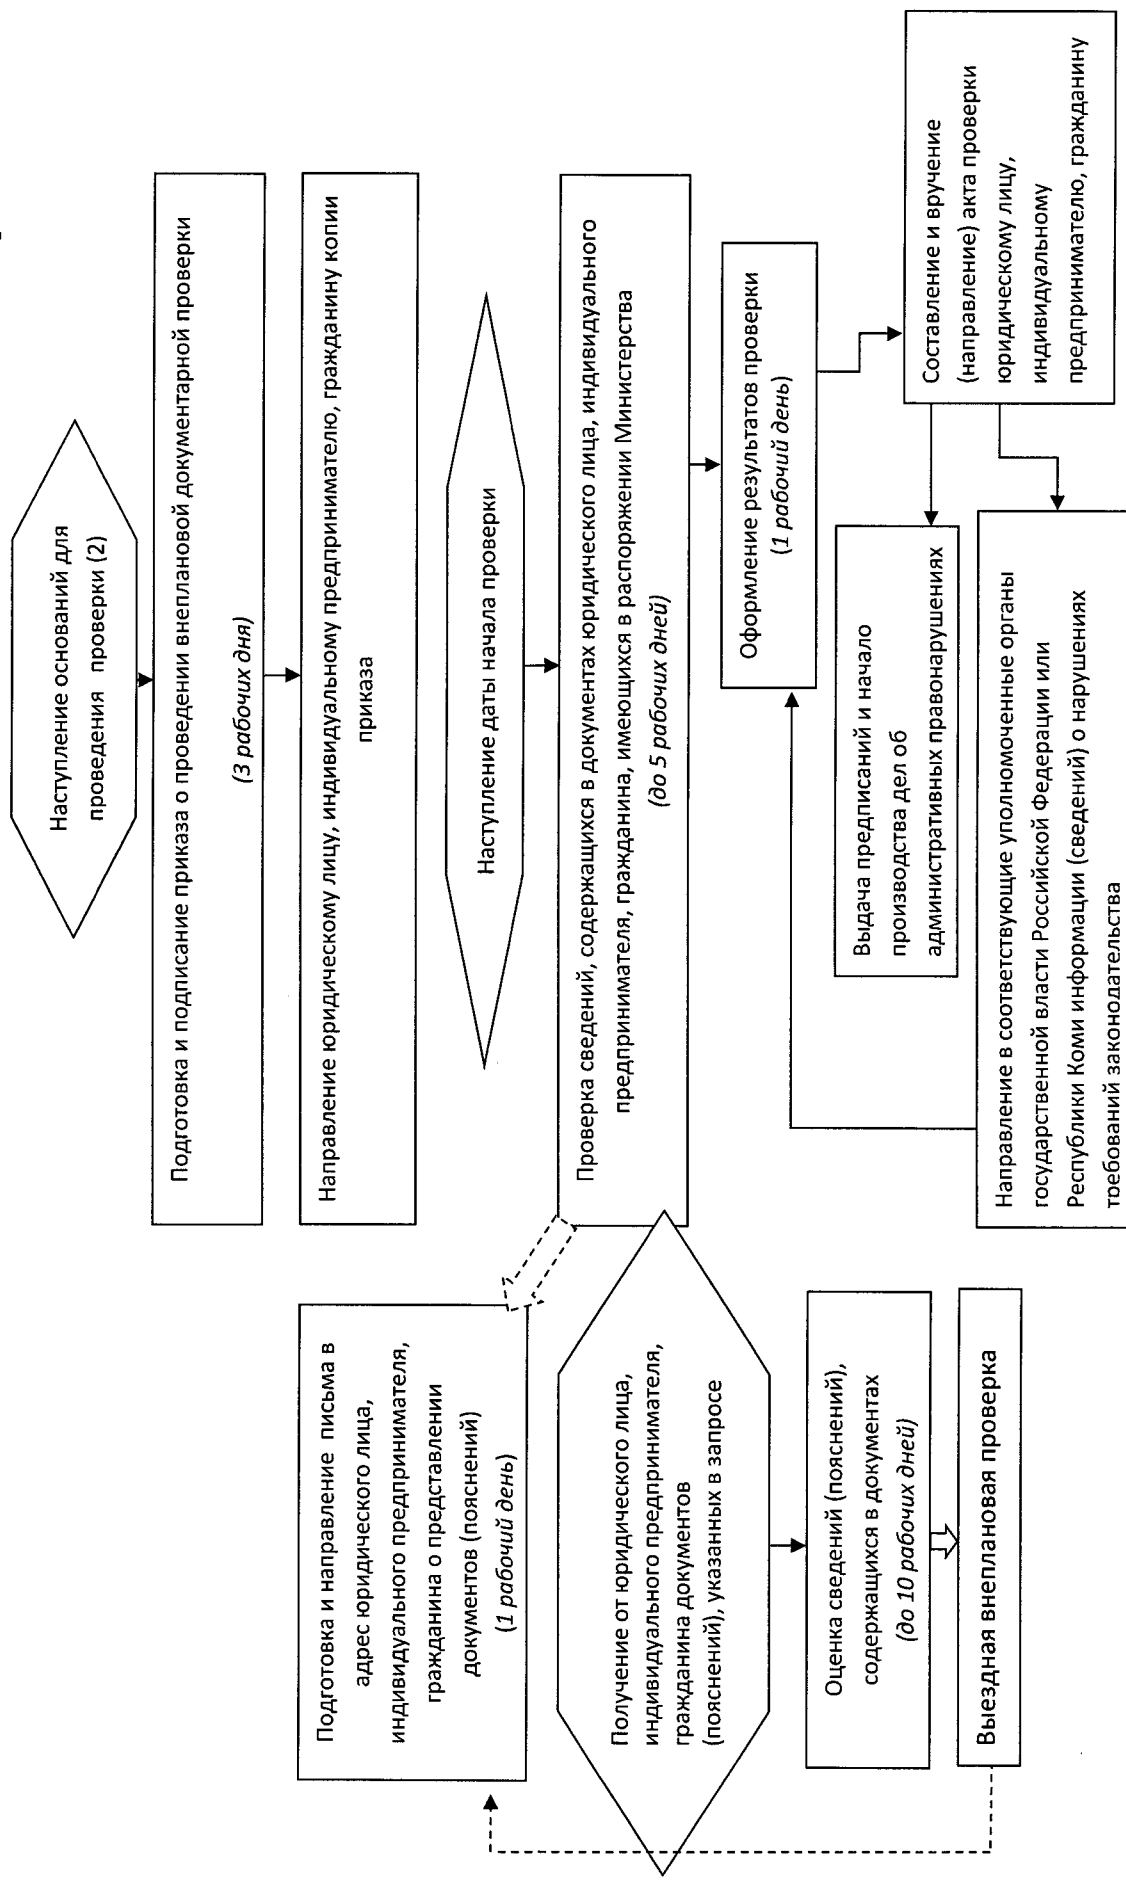 Наступление оснований для
проведения проверки (2)
Подготовка и подписание приказа о проведении внеплановой документарной проверки
(3 рабочих дня)
Направление юридическому лицу, индивидуальному предпринимателю, гражданину копии
приказа
Наступление даты начала проверки
Проверка сведений, содержащихся в документах юридического лица, индивидуального
предпринимателя, гражданина, имеющихся в распоряжении Министерства
(до 5 рабочих дней)
Оформление результатов проверки
(1 рабочий день)
Составление и вручение
(направление) акта проверки
юридическому лицу,
индивидуальному
предпринимателю, гражданину
Выдача предписаний и начало
производства дел об
административных правонарушениях
Направление в соответствующие уполномоченные органы
государственной власти Российской Федерации или
Республики Коми информации (сведений) о нарушениях
требований законодательства
Подготовка и направление письма в
адрес юридического лица,
индивидуального предпринимателя,
гражданина о представлении
документов (пояснений)
(1 рабочий день)
Получение от юридического лица,
индивидуального предпринимателя,
гражданина документов
(пояснений), указанных в запросе
Оценка сведений (пояснений),
содержащихся в документах
(до 10 рабочих дней)
Выездная внеплановая проверка